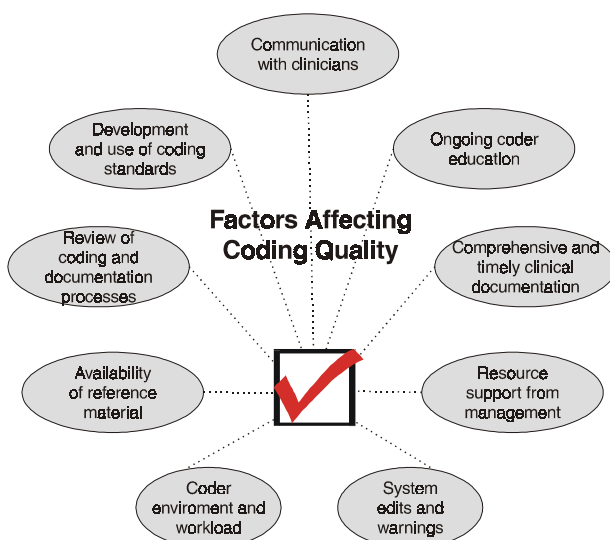 Communication
with clinicians
Development
and use of coding
standards
Ongoing coder
education
Factors Affecting
Coding Quality
Review of
coding and
documentation
processes
Comprehensive and
timely clinical
documentation
Availability
of reference
material
Resource
support from
management
Coder
enviroment and
workload
System
edits and
warnings